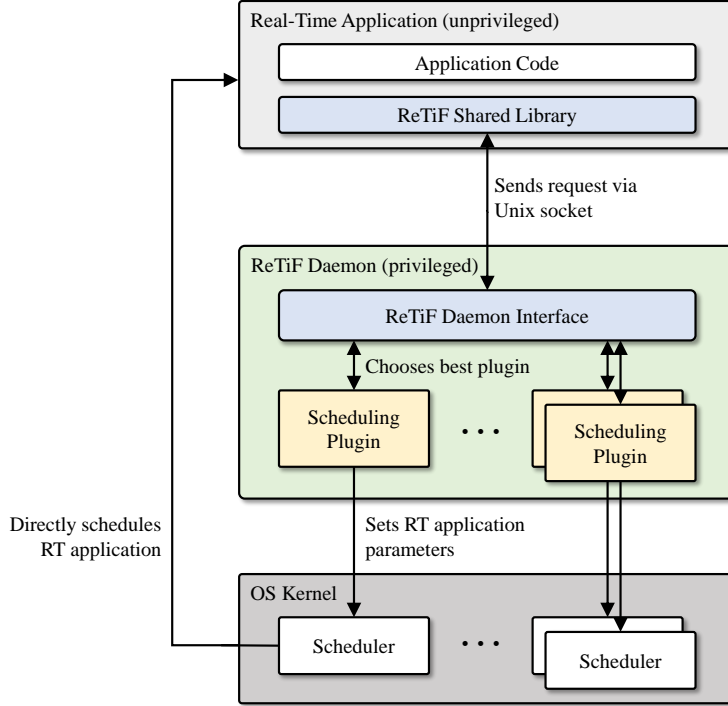 Real-Time Application (unprivileged)
Application Code
ReTiF Shared Library
Sends request via
Unix socket
ReTiF Daemon (privileged)
ReTiF Daemon Interface
Chooses best plugin
Scheduling
Plugin
...
Scheduling
Plugin
Directly schedules
RT application
Sets RT application
parameters
OS Kernel
Scheduler
...
Scheduler